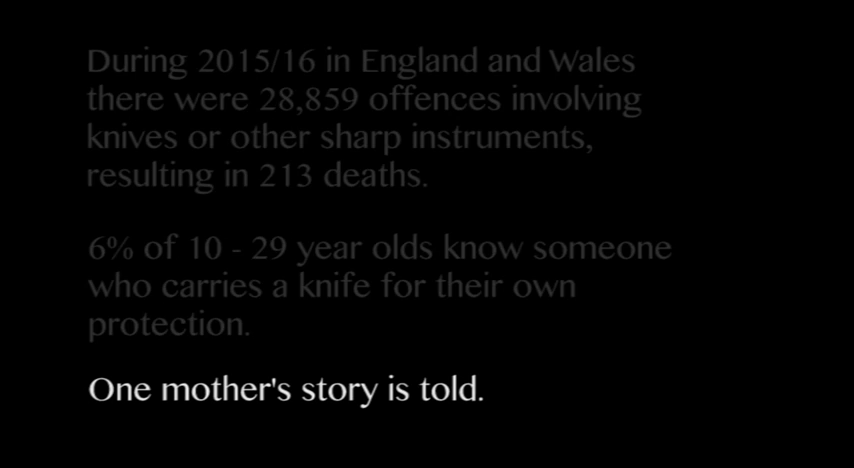 During 2015/16 in England and Wales
there were 28,859 offences involving
knives or other sharp instruments,
resulting in 213 deaths.
6% of 10 - 29 year olds know someone
who carries a knife for their own
protection.
One mother's story is told.